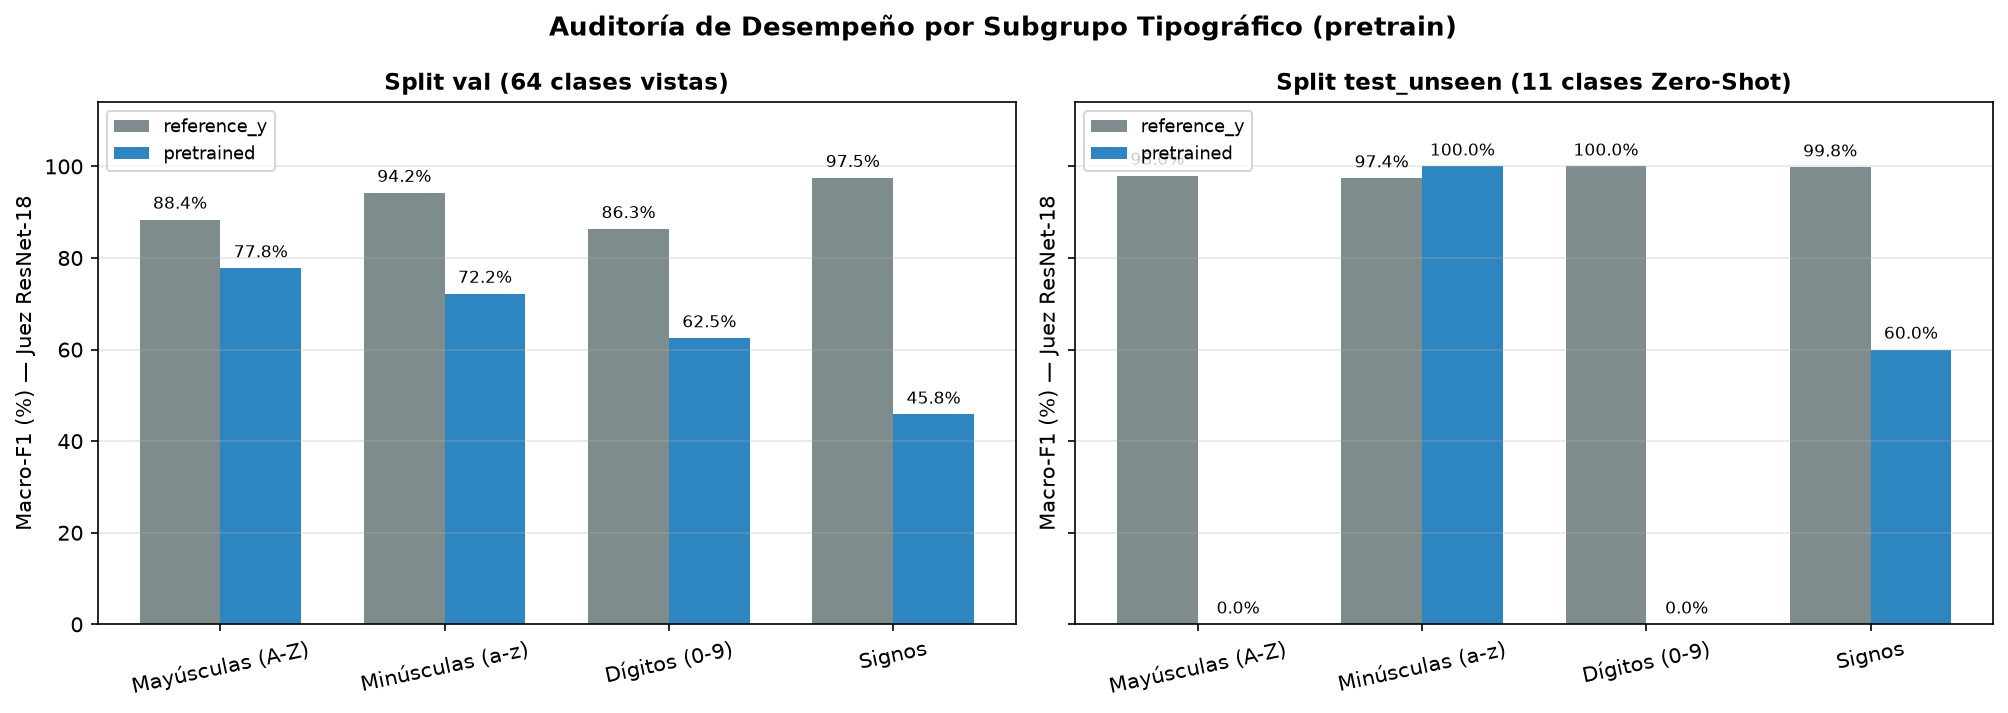 Auditoría de Desempeño por Subgrupo Tipográfico (pretrain)
Split val (64 clases vistas)
reference_y
pretrained
Macro-F1 (%) — Juez ResNet-18
100
80
60
40
20
0
88.4%
77.8%
94.2%
72.2%
86.3%
62.5%
97.5%
45.8%
Mayúsculas (A-Z)
Minúsculas (a-z)
Dígitos (0-9)
Signos
Split test_unseen (11 clases Zero-Shot)
reference_y
pretrained
Macro-F1 (%) — Juez ResNet-18
0.0%
97.4%
100.0%
100.0%
0.0%
99.8%
60.0%
Mayúsculas (A-Z)
Minúsculas (a-z)
Dígitos (0-9)
Signos